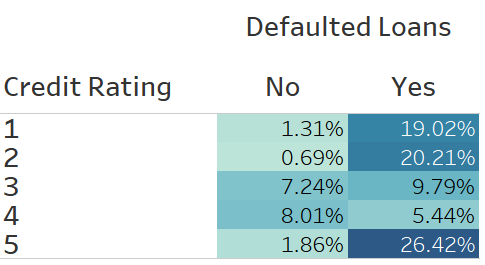 Defaulted Loans
Credit Rating No Yes
1 1.31% 19.02%
2 0.69% 20.21%
3 7.24% 9.79%
4 8.01% 5.44%
5 1.86% 26.42%